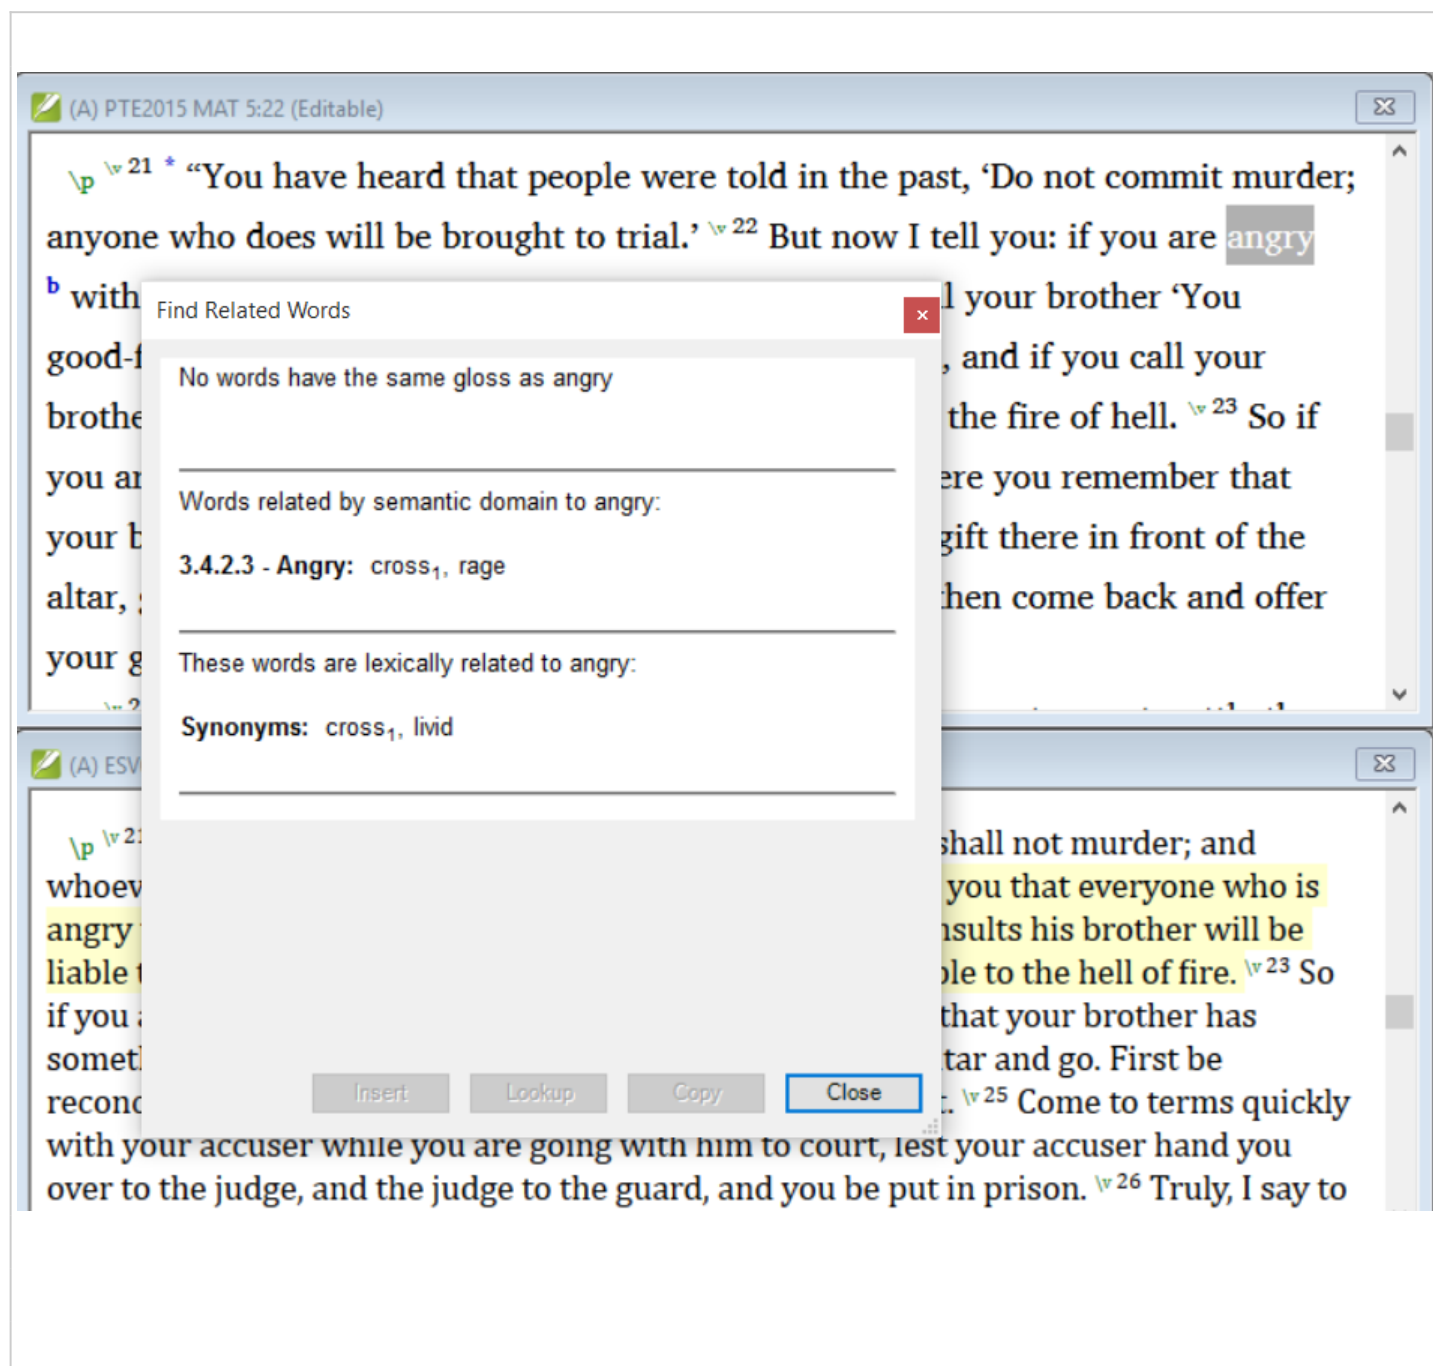 (A) PTE2015 MAT 5:22 (Editable)
\p \v 21 * “You have heard that people were told in the past, ‘Do not commit murder;
anyone who does will be brought to trial.’ \v 22 But now I tell you: if you are angry
b with
l your brother ‘You
good-f
, and if you call your
brothe
the fire of hell. \v 23 So if
you ar
ere you remember that
your b
gift there in front of the
altar,
then come back and offer
your g
\v 2
Find Related Words
No words have the same gloss as angry
Words related by semantic domain to angry:
3.4.2.3 - Angry: cross1, rage
These words are lexically related to angry:
Synonyms: cross1, livid
Insert Lookup Copy Close
(A) ESV
\p \v 21
shall not murder; and
whoev
you that everyone who is
angry
nsults his brother will be
liable t
ble to the hell of fire. \v 23 So
if you a
that your brother has
somet
tar and go. First be
reconc
t. \v 25 Come to terms quickly
with your accuser while you are going with him to court, lest your accuser hand you
over to the judge, and the judge to the guard, and you be put in prison. \v 26 Truly, I say to